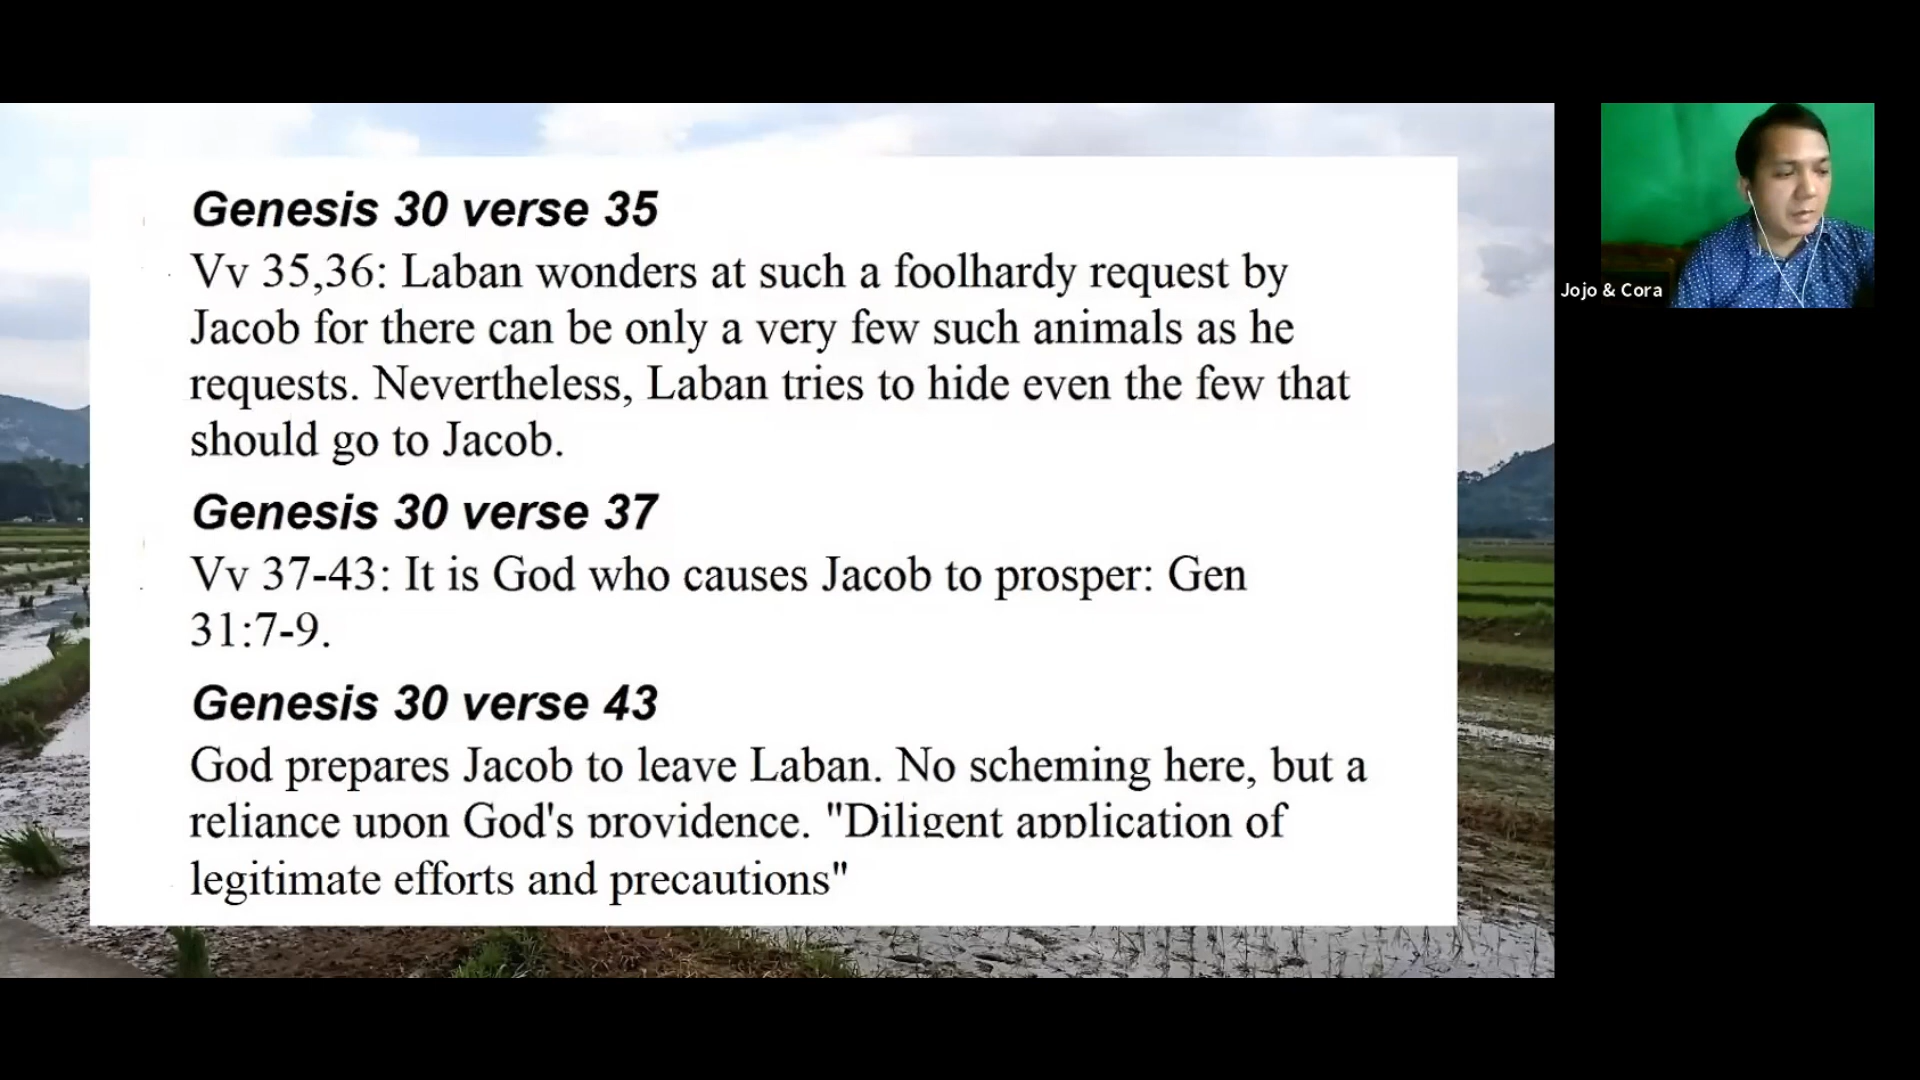 Genesis 30 verse 35
Vv 35,36: Laban wonders at such a foolhardy request by
Jacob for there can be only a very few such animals as he
requests. Nevertheless, Laban tries to hide even the few that
should go to Jacob.
Genesis 30 verse 37
Vv 37-43: It is God who causes Jacob to prosper: Gen
31:7-9.
Genesis 30 verse 43
God prepares Jacob to leave Laban. No scheming here, but a
reliance upon God's providence. "Diligent application of
legitimate efforts and precautions"
Jojo & Cora